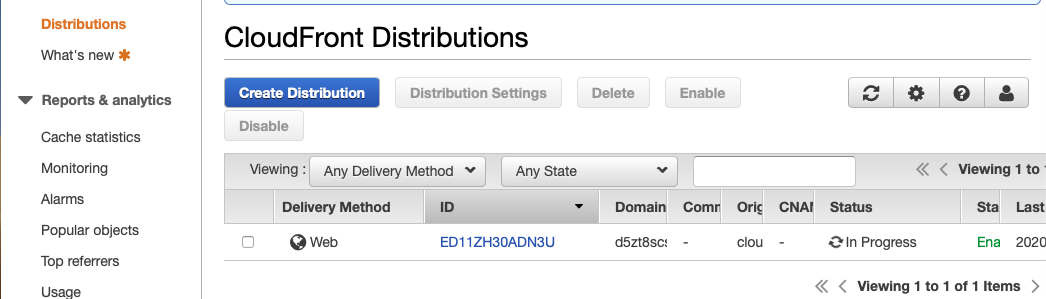 Distributions
What's new
Reports & analytics
Cache statistics
Monitoring
Alarms
Popular objects
Top referrers
Usage
CloudFront Distributions
Create Distribution
Distribution Settings
Delete
Enable
Disable
Viewing :
Any Delivery Method
Any State
Viewing 1 to
Delivery Method
ID
Domain
Comm
Orig
CNAM
Status
Sta
Last
Web
ED11ZH30ADN3U
d5zt8scs
-
clou
-
In Progress
Ena
2020
Viewing 1 to 1 of 1 Items